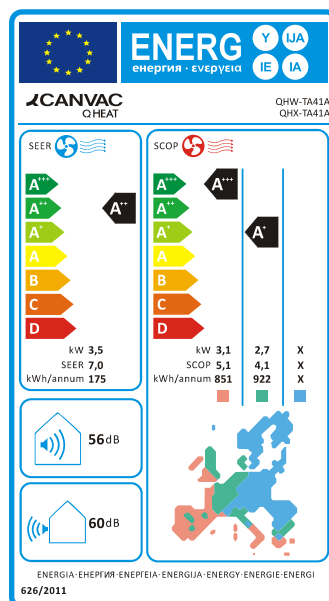 ENERG
енергия · ενεργεια
Y IJA
IE IA
CANVAC
QHEAT
QHW-TA41A
QHX-TA41A
SEER
A+++
A++
A+
A
B
C
D
A++
kW 3,5
SEER 7,0
kWh/annum 175
SCOP
A+++
A++
A+
A
B
C
D
A+++
A+
kW 3,1 2,7 X
SCOP 5,1 4,1 X
kWh/annum 851 922 X
56dB
60dB
ENERGIA·ЕНЕРГИЯ·ΕΝΕΡΓΕΙΑ·ENERGIJA·ENERGY·ENERGIE·ENERGI
626/2011